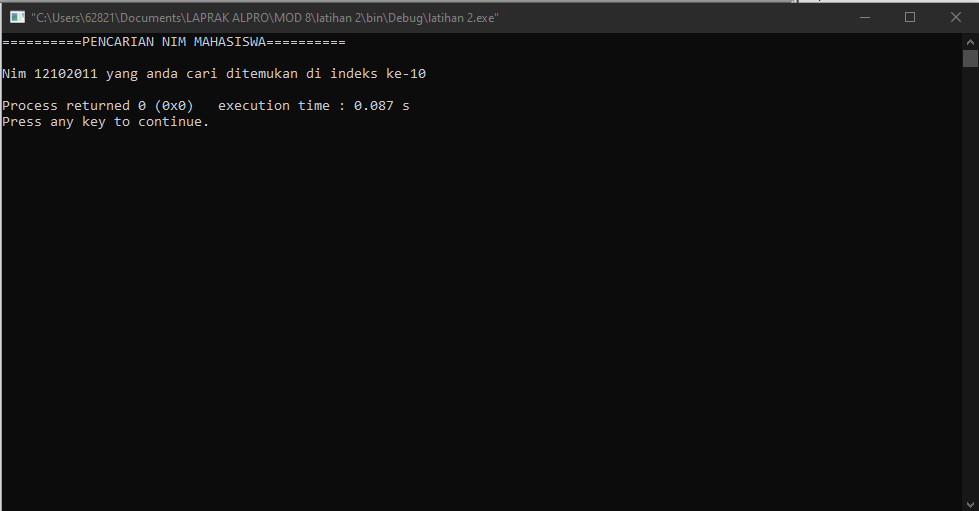 "C:\Users\62821\Documents\LAPRAK ALPRO\MOD 8\latihan 2\bin\Debug\latihan 2.exe"
==========PENCARIAN NIM MAHASISWA==========
Nim 12102011 yang anda cari ditemukan di indeks ke-10
Process returned 0 (0x0)   execution time : 0.087 s
Press any key to continue.